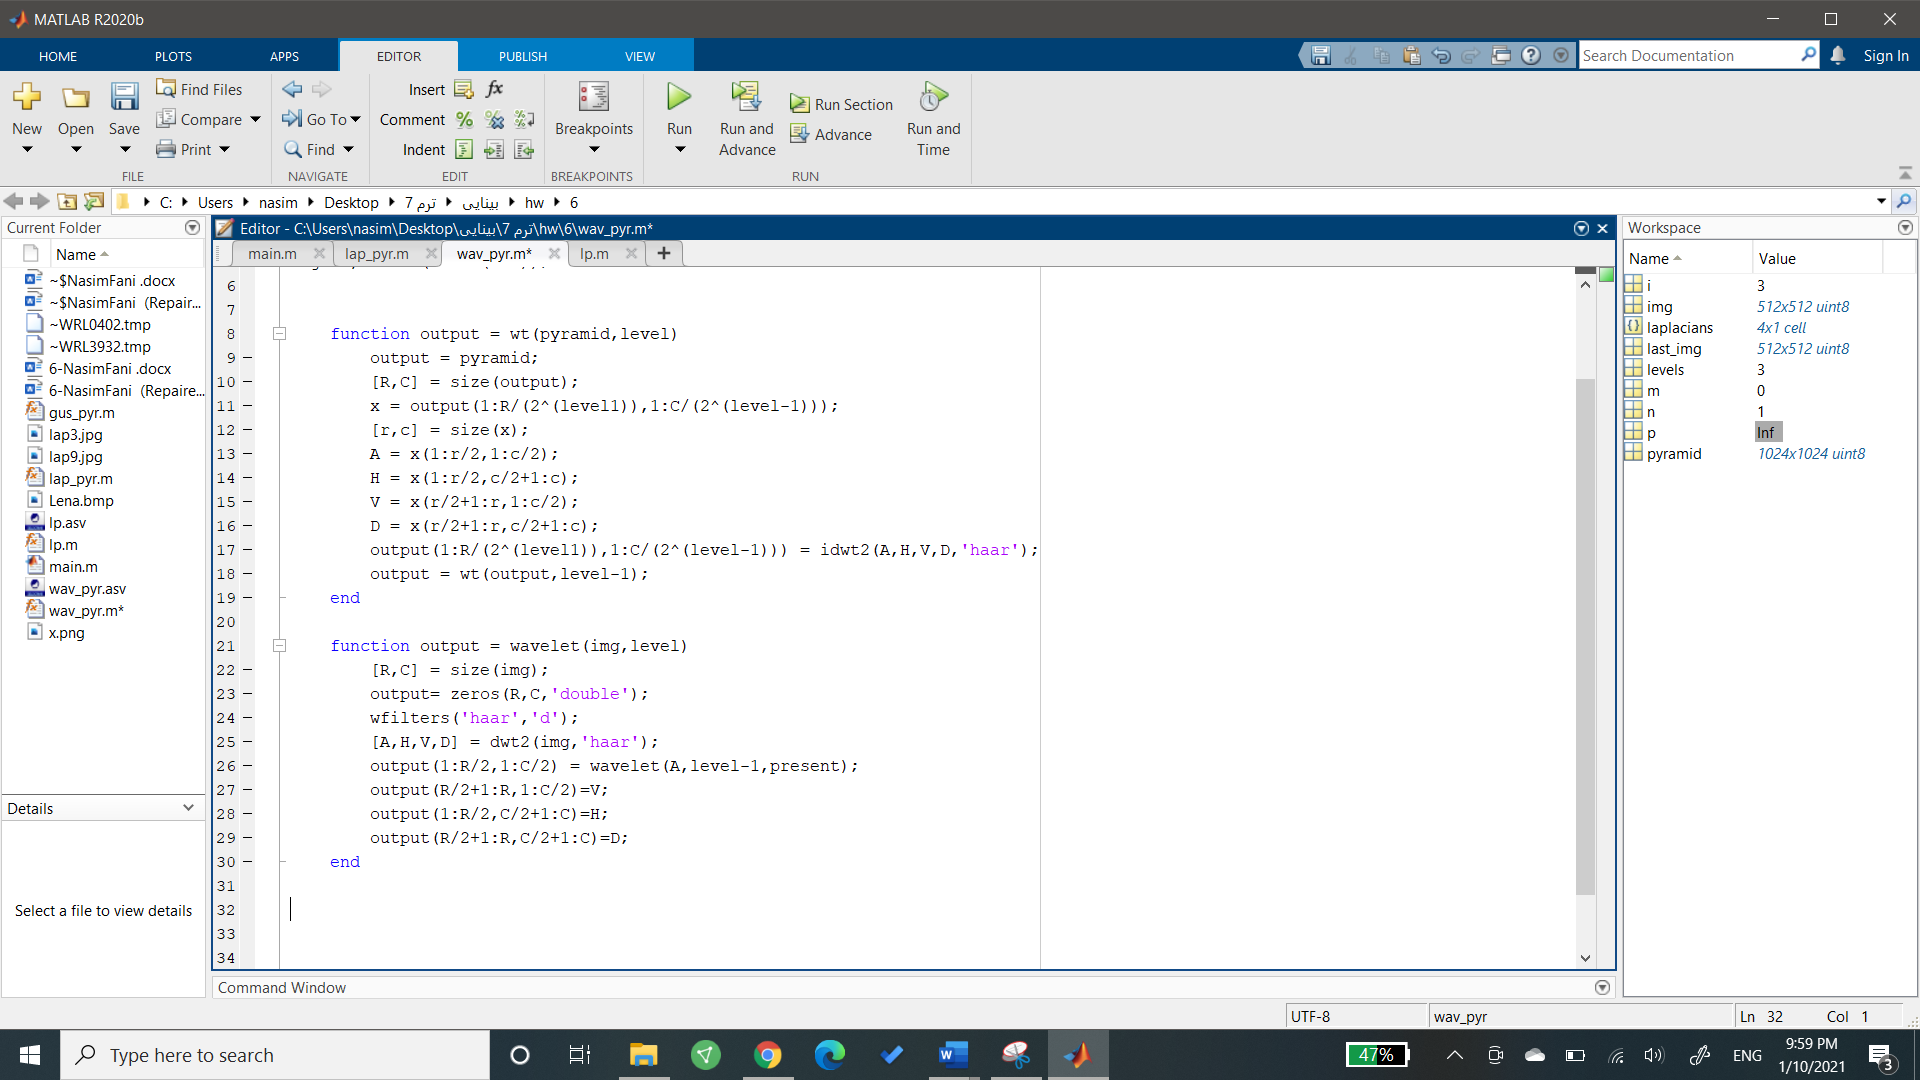 MATLAB R2020b
HOME PLOTS APPS EDITOR PUBLISH VIEW Search Documentation Sign In
New Open Save Find Files Compare Print
FILE
Go To Find
NAVIGATE
Insert fx
Comment
Indent
EDIT
Breakpoints
BREAKPOINTS
Run Run and Advance Run Section Advance Run and Time
RUN
C: Users nasim Desktop ترم 7 بینایی hw 6
Current Folder
Name
~$NasimFani .docx
~$NasimFani (Repair...
~WRL0402.tmp
~WRL3932.tmp
6-NasimFani .docx
6-NasimFani (Repaire...
gus_pyr.m
lap3.jpg
lap9.jpg
lap_pyr.m
Lena.bmp
lp.asv
lp.m
main.m
wav_pyr.asv
wav_pyr.m*
x.png
Details
Select a file to view details
Editor - C:\Users\nasim\Desktop\ترم 7\بینایی\hw\6\wav_pyr.m*
main.m lap_pyr.m wav_pyr.m* lp.m +
6
7
8 function output = wt(pyramid,level)
9 output = pyramid;
10 [R,C] = size(output);
11 x = output(1:R/(2^(level1)),1:C/(2^(level-1)));
12 [r,c] = size(x);
13 A = x(1:r/2,1:c/2);
14 H = x(1:r/2,c/2+1:c);
15 V = x(r/2+1:r,1:c/2);
16 D = x(r/2+1:r,c/2+1:c);
17 output(1:R/(2^(level1)),1:C/(2^(level-1))) = idwt2(A,H,V,D,'haar');
18 output = wt(output,level-1);
19 end
20
21 function output = wavelet(img,level)
22 [R,C] = size(img);
23 output= zeros(R,C,'double');
24 wfilters('haar','d');
25 [A,H,V,D] = dwt2(img,'haar');
26 output(1:R/2,1:C/2) = wavelet(A,level-1,present);
27 output(R/2+1:R,1:C/2)=V;
28 output(1:R/2,C/2+1:C)=H;
29 output(R/2+1:R,C/2+1:C)=D;
30 end
31
32
33
34
Command Window
Workspace
Name Value
i 3
img 512x512 uint8
laplacians 4x1 cell
last_img 512x512 uint8
levels 3
m 0
n 1
p Inf
pyramid 1024x1024 uint8
UTF-8 wav_pyr Ln 32 Col 1
Type here to search
47% ENG 9:59 PM
1/10/2021
3